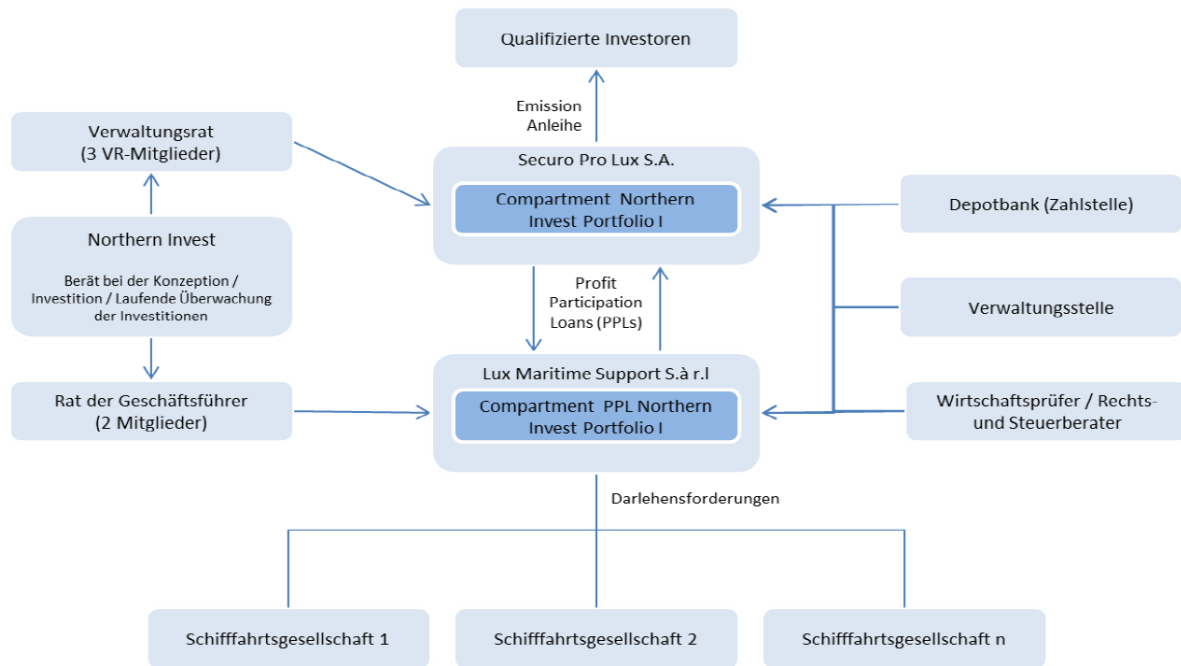 Qualifizierte Investoren
Emission
Anleihe
Verwaltungsrat
(3 VR-Mitglieder)
Securo Pro Lux S.A.
Compartment Northern
Invest Portfolio I
Depotbank (Zahlstelle)
Northern Invest
Berät bei der Konzeption /
Investition / Laufende Überwachung
der Investitionen
Profit
Participation
Loans (PPLs)
Verwaltungsstelle
Lux Maritime Support S.à r.l
Compartment PPL Northern
Invest Portfolio I
Rat der Geschäftsführer
(2 Mitglieder)
Wirtschaftsprüfer / Rechts-
und Steuerberater
Darlehensforderungen
Schifffahrtsgesellschaft 1
Schifffahrtsgesellschaft 2
Schifffahrtsgesellschaft n